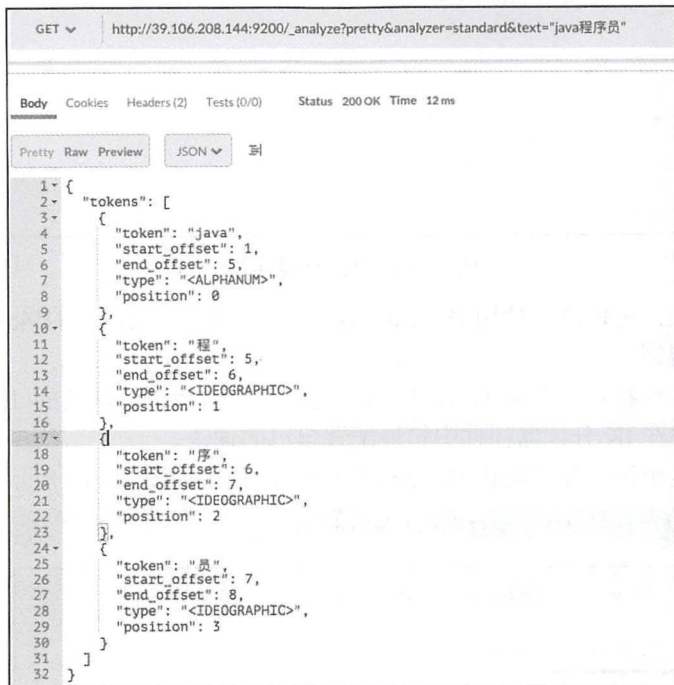 GET http://39.106.208.144:9200/_analyze?pretty&analyzer=standard&text="java程序员"
Body Cookies Headers (2) Tests (0/0) Status 200 OK Time 12 ms
Pretty Raw Preview JSON
1 {
2 "tokens": [
3 {
4 "token": "java",
5 "start_offset": 1,
6 "end_offset": 5,
7 "type": "<ALPHANUM>",
8 "position": 0
9 },
10 {
11 "token": "程",
12 "start_offset": 5,
13 "end_offset": 6,
14 "type": "<IDEOGRAPHIC>",
15 "position": 1
16 },
17 {
18 "token": "序",
19 "start_offset": 6,
20 "end_offset": 7,
21 "type": "<IDEOGRAPHIC>",
22 "position": 2
23 },
24 {
25 "token": "员",
26 "start_offset": 7,
27 "end_offset": 8,
28 "type": "<IDEOGRAPHIC>",
29 "position": 3
30 }
31 ]
32 }